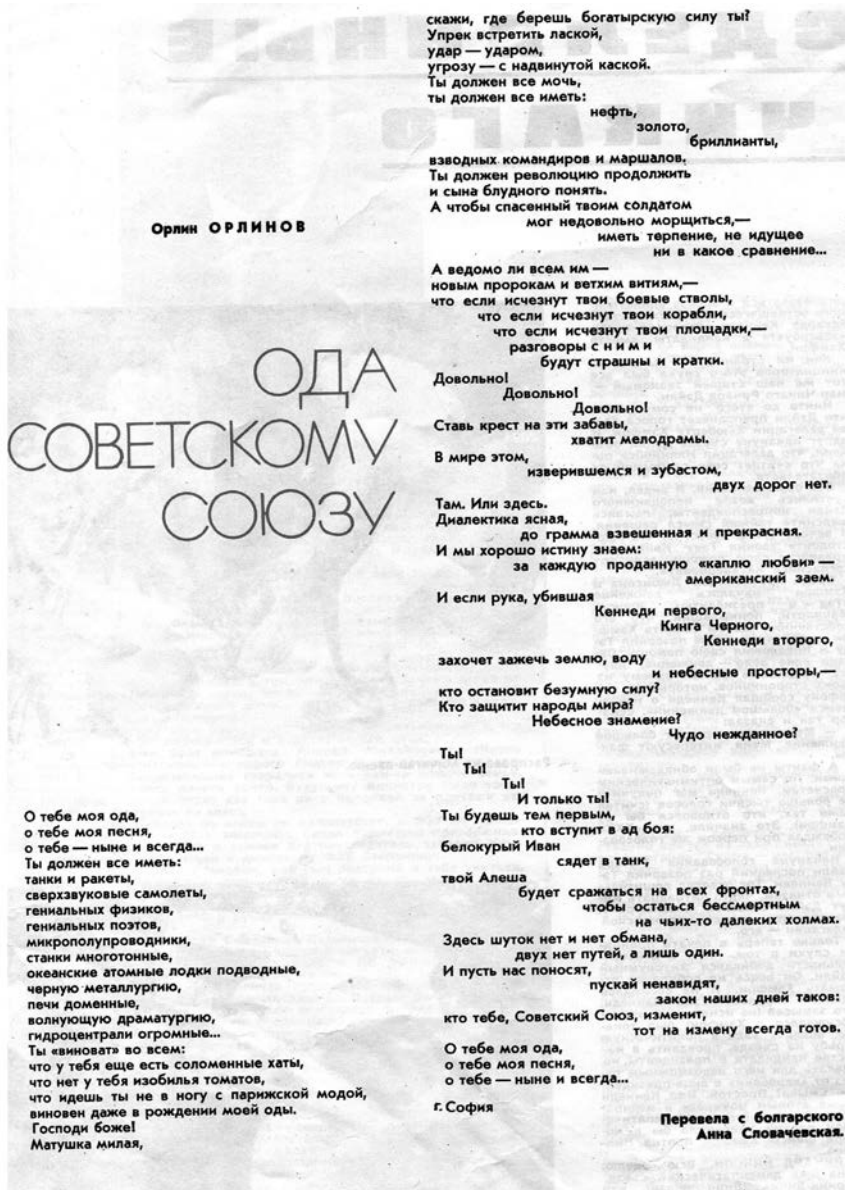 Орлин ОРЛИНОВ
ОДА
СОВЕТСКОМУ
СОЮЗУ
О тебе моя ода,
о тебе моя песня,
о тебе — ныне и всегда...
Ты должен все иметь:
танки и ракеты,
сверхзвуковые самолеты,
гениальных физиков,
гениальных поэтов,
микрополупроводники,
станки многотонные,
океанские атомные лодки подводные,
черную металлургию,
печи доменные,
волнующую драматургию,
гидроцентрали огромные...
Ты «виноват» во всем:
что у тебя еще есть соломенные хаты,
что нет у тебя изобилья томатов,
что идешь ты не в ногу с парижской модой,
виновен даже в рождении моей оды.
Господи боже!
Матушка милая,
скажи, где берешь богатырскую силу ты?
Упрек встретить лаской,
удар — ударом,
угрозу — с надвинутой каской.
Ты должен все мочь,
ты должен все иметь:
нефть,
золото,
бриллианты,
взводных командиров и маршалов.
Ты должен революцию продолжить
и сына блудного понять.
А чтобы спасенный твоим солдатом
мог недовольно морщиться,—
иметь терпение, не идущее
ни в какое сравнение...
А ведомо ли всем им —
новым пророкам и ветхим витиям,—
что если исчезнут твои боевые стволы,
что если исчезнут твои корабли,
что если исчезнут твои площадки,—
разговоры с ними
будут страшны и кратки.
Довольно!
Довольно!
Довольно!
Ставь крест на эти забавы,
хватит мелодрамы.
В мире этом,
изверившемся и зубастом,
двух дорог нет.
Там. Или здесь.
Диалектика ясная,
до грамма взвешенная и прекрасная.
И мы хорошо истину знаем:
за каждую проданную «каплю любви» —
американский заем.
И если рука, убившая
Кеннеди первого,
Кинга Черного,
Кеннеди второго,
захочет зажечь землю, воду
и небесные просторы,—
кто остановит безумную силу?
Кто защитит народы мира?
Небесное знамение?
Чудо нежданное?
Ты!
Ты!
Ты!
И только ты!
Ты будешь тем первым,
кто вступит в ад боя:
белокурый Иван
сядет в танк,
твой Алеша
будет сражаться на всех фронтах,
чтобы остаться бессмертным
на чьих-то далеких холмах.
Здесь шуток нет и нет обмана,
двух нет путей, а лишь один.
И пусть нас поносят,
пускай ненавидят,
закон наших дней таков:
кто тебе, Советский Союз, изменит,
тот на измену всегда готов.
О тебе моя ода,
о тебе моя песня,
о тебе — ныне и всегда...
г. София
Перевела с болгарского
Анна Словачевская.